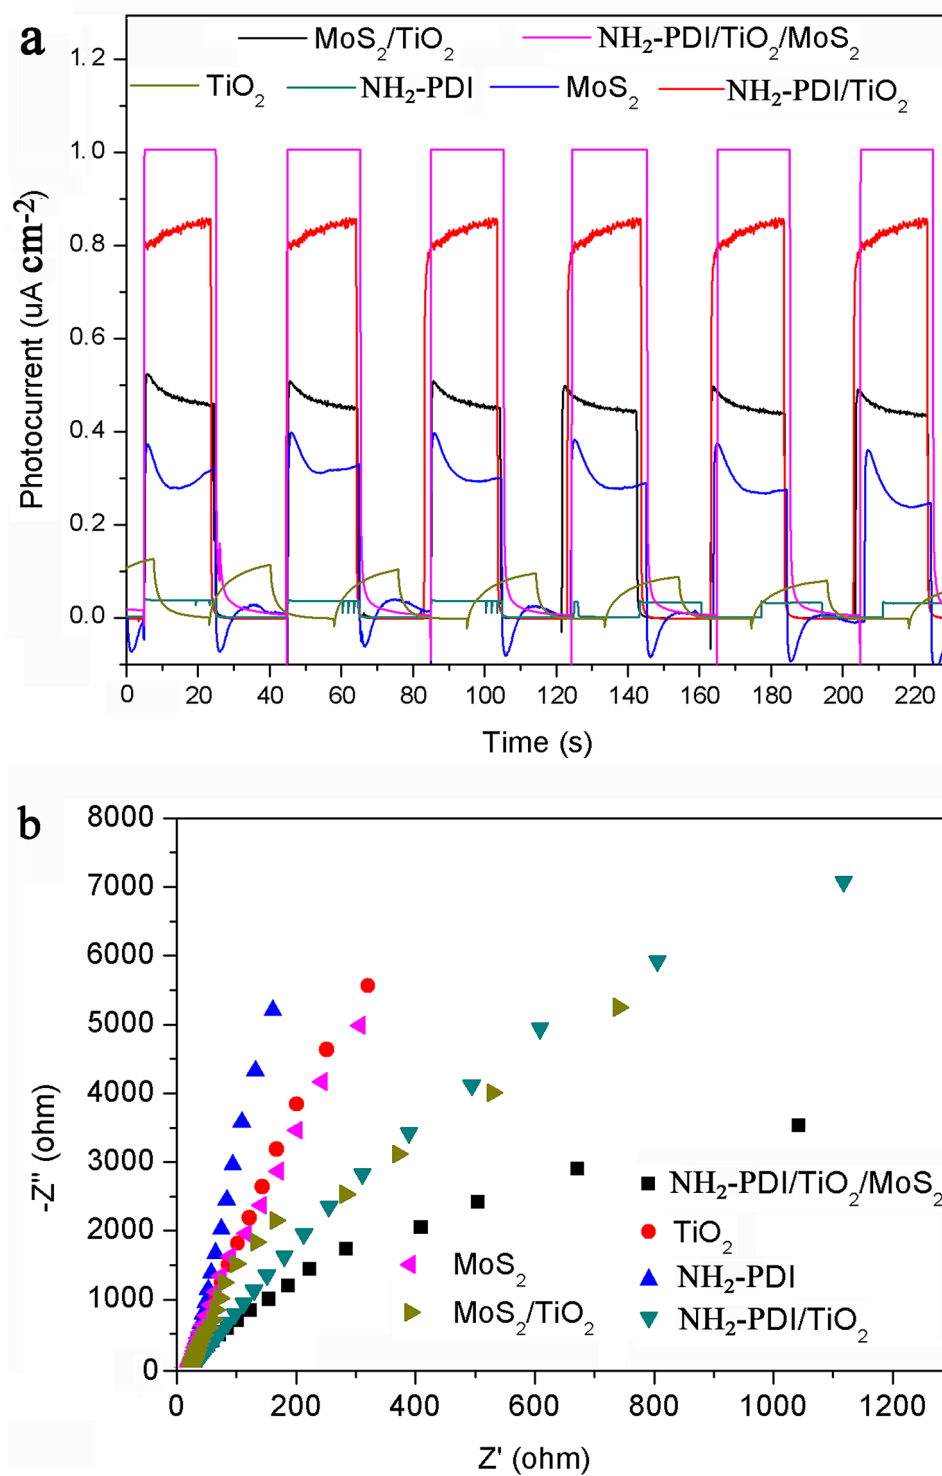 a
MoS2/TiO2 NH2-PDI/TiO2/MoS2
TiO2 NH2-PDI MoS2 NH2-PDI/TiO2
1.2
1.0
0.8
0.6
0.4
0.2
0.0
Photocurrent (uA cm-2)
0 20 40 60 80 100 120 140 160 180 200 220
Time (s)
b
8000
7000
6000
5000
4000
3000
2000
1000
0
-Z" (ohm)
NH2-PDI/TiO2/MoS2
TiO2
MoS2
NH2-PDI
MoS2/TiO2
NH2-PDI/TiO2
0 200 400 600 800 1000 1200
Z' (ohm)